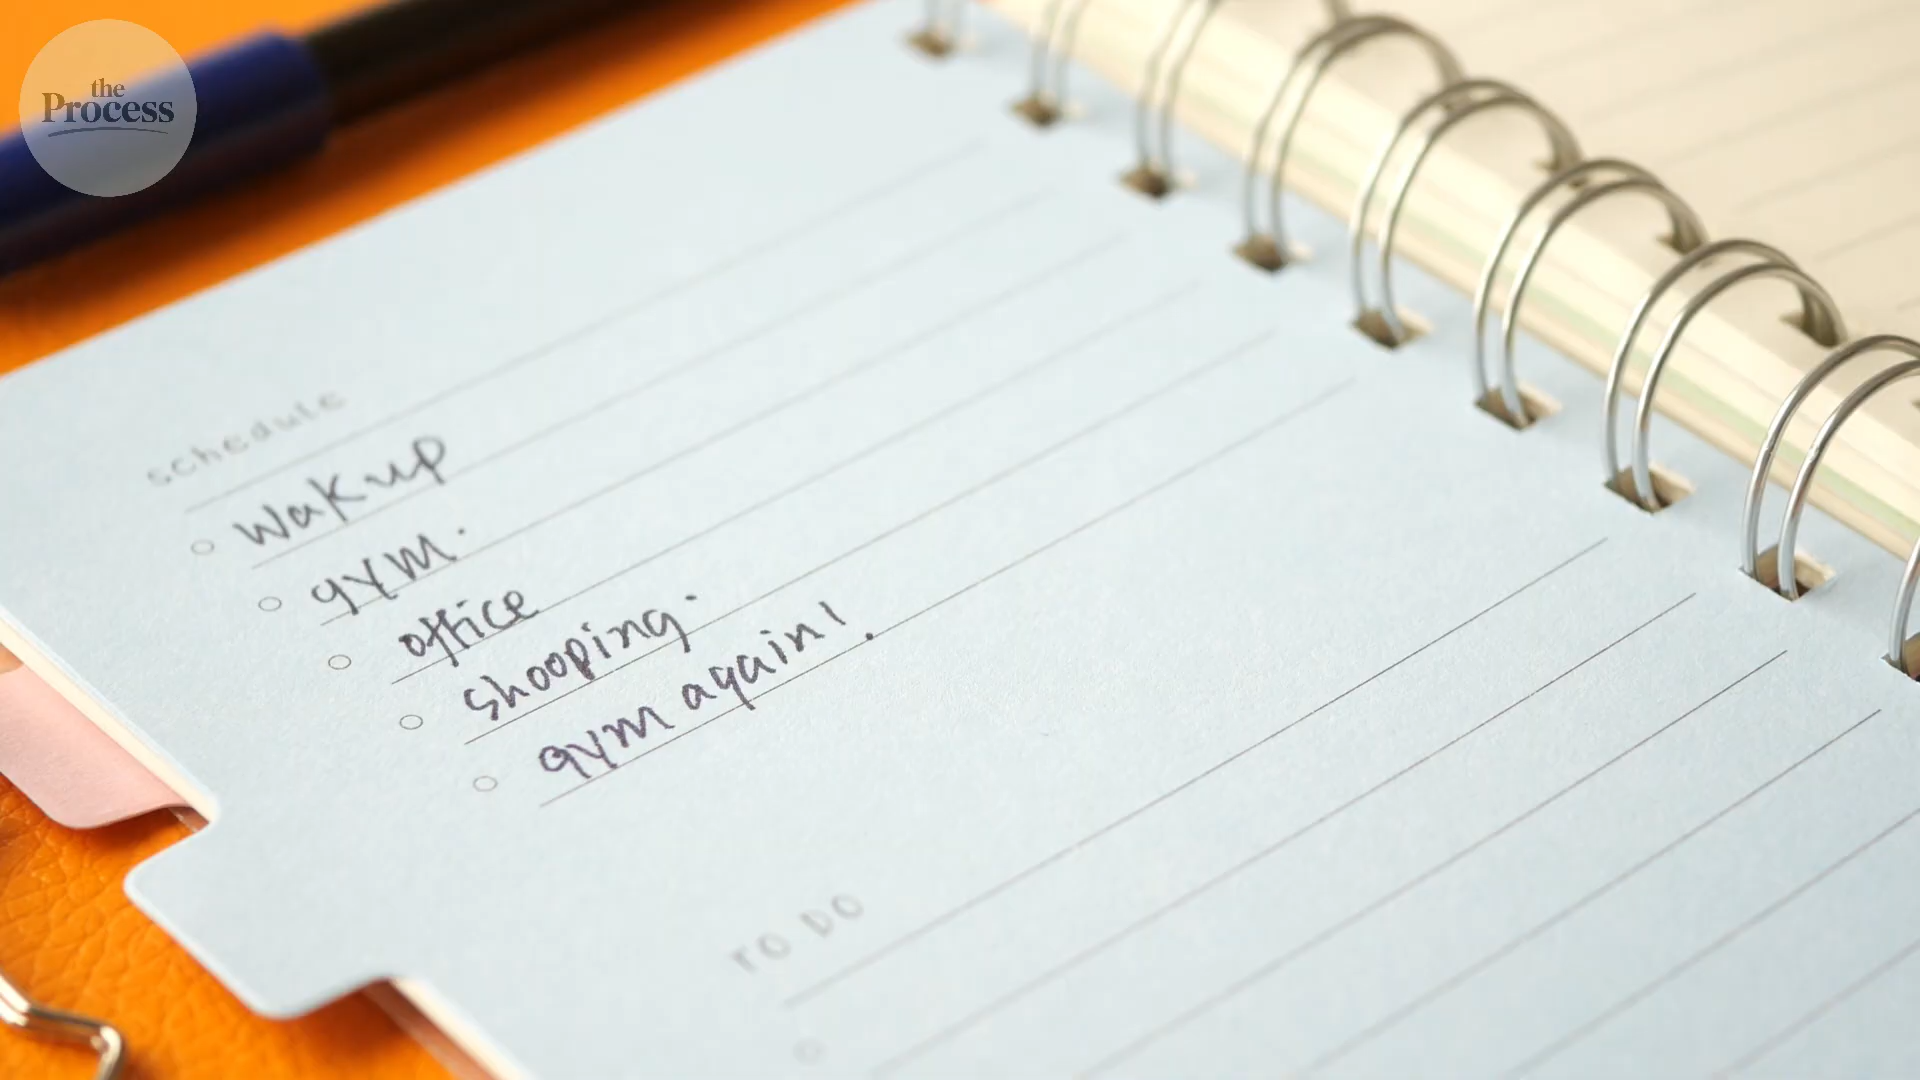 the
Process
schedule
wakup
gym.
office
shooping.
gym again!.
TO DO